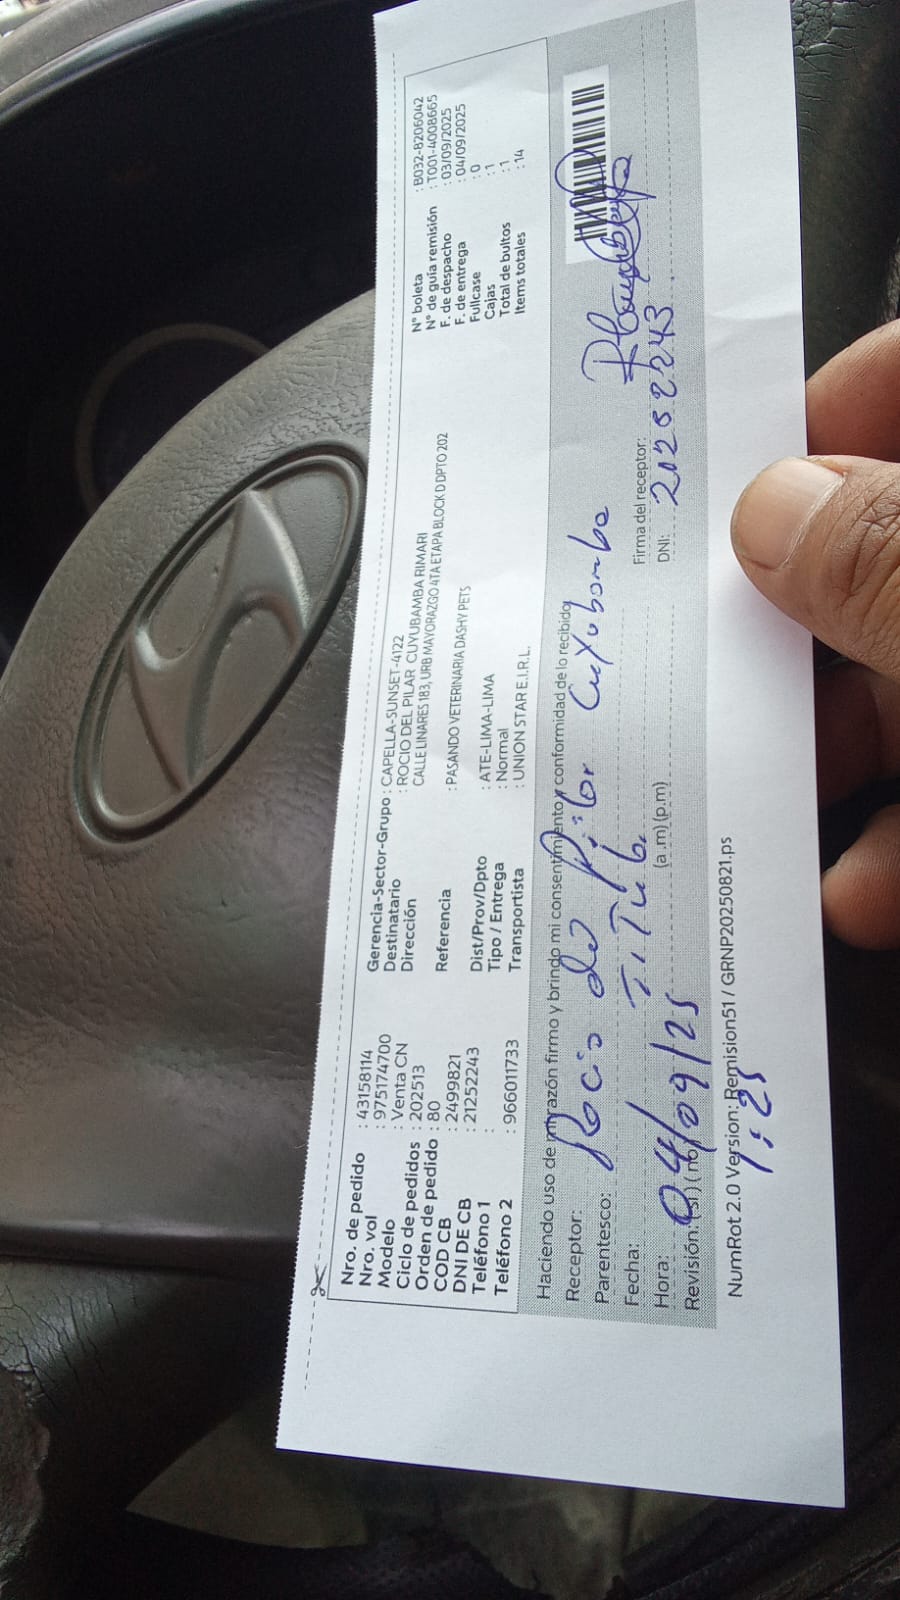 Nro. de pedido : 43158114
Nro. vol : 975174700
Modelo : Venta CN
Ciclo de pedidos : 202513
Orden de pedido : 80
COD CB : 2499821
DNI DE CB : 21252243
Teléfono 1 :
Teléfono 2 : 966011733
Gerencia-Sector-Grupo : CAPELLA-SUNSET-4122
Destinatario : ROCIO DEL PILAR CUYUBAMBA RIMARI
Dirección CALLE LINARES 183, URB MAYORAZGO 4TA ETAPA BLOCK D DPTO 202
Referencia : PASANDO VETERINARIA DASHY PETS
Dist/Prov/Dpto : ATE-LIMA-LIMA
Tipo / Entrega : Normal
Transportista : UNION STAR E.I.R.L.
N° boleta : B032-8206042
N° de guía remisión : T001-4008665
F. de despacho : 03/09/2025
F. de entrega : 04/09/2025
Fullcase : 0
Cajas : 1
Total de bultos : 1
Items totales : 14
Haciendo uso de mi razón firmo y brindo mi consentimiento y conformidad de lo recibido
Receptor: Rocio del Pilar Cuyubamba
Parentesco: Titular
Fecha: 04/09/25
Hora: (a .m) (p.m)
Revisión: (si) (no)
Firma del receptor:
DNI: 21252243
NumRot 2.0 Version: Remision51 / GRNP20250821.ps
1:25